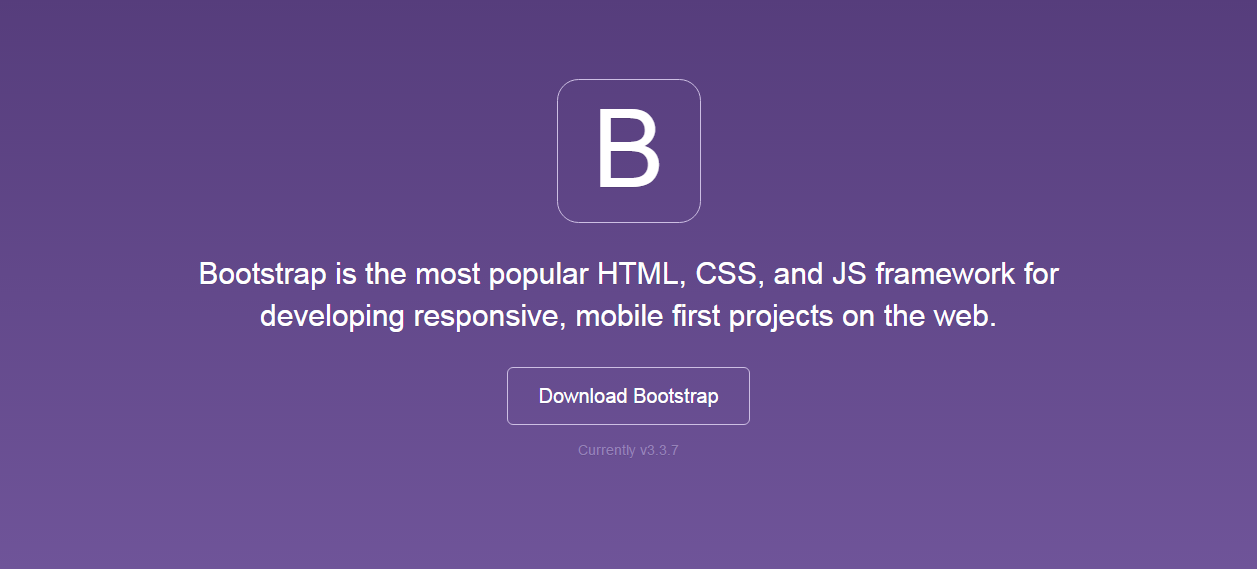 B
Bootstrap is the most popular HTML, CSS, and JS framework for
developing responsive, mobile first projects on the web.
Download Bootstrap
Currently v3.3.7